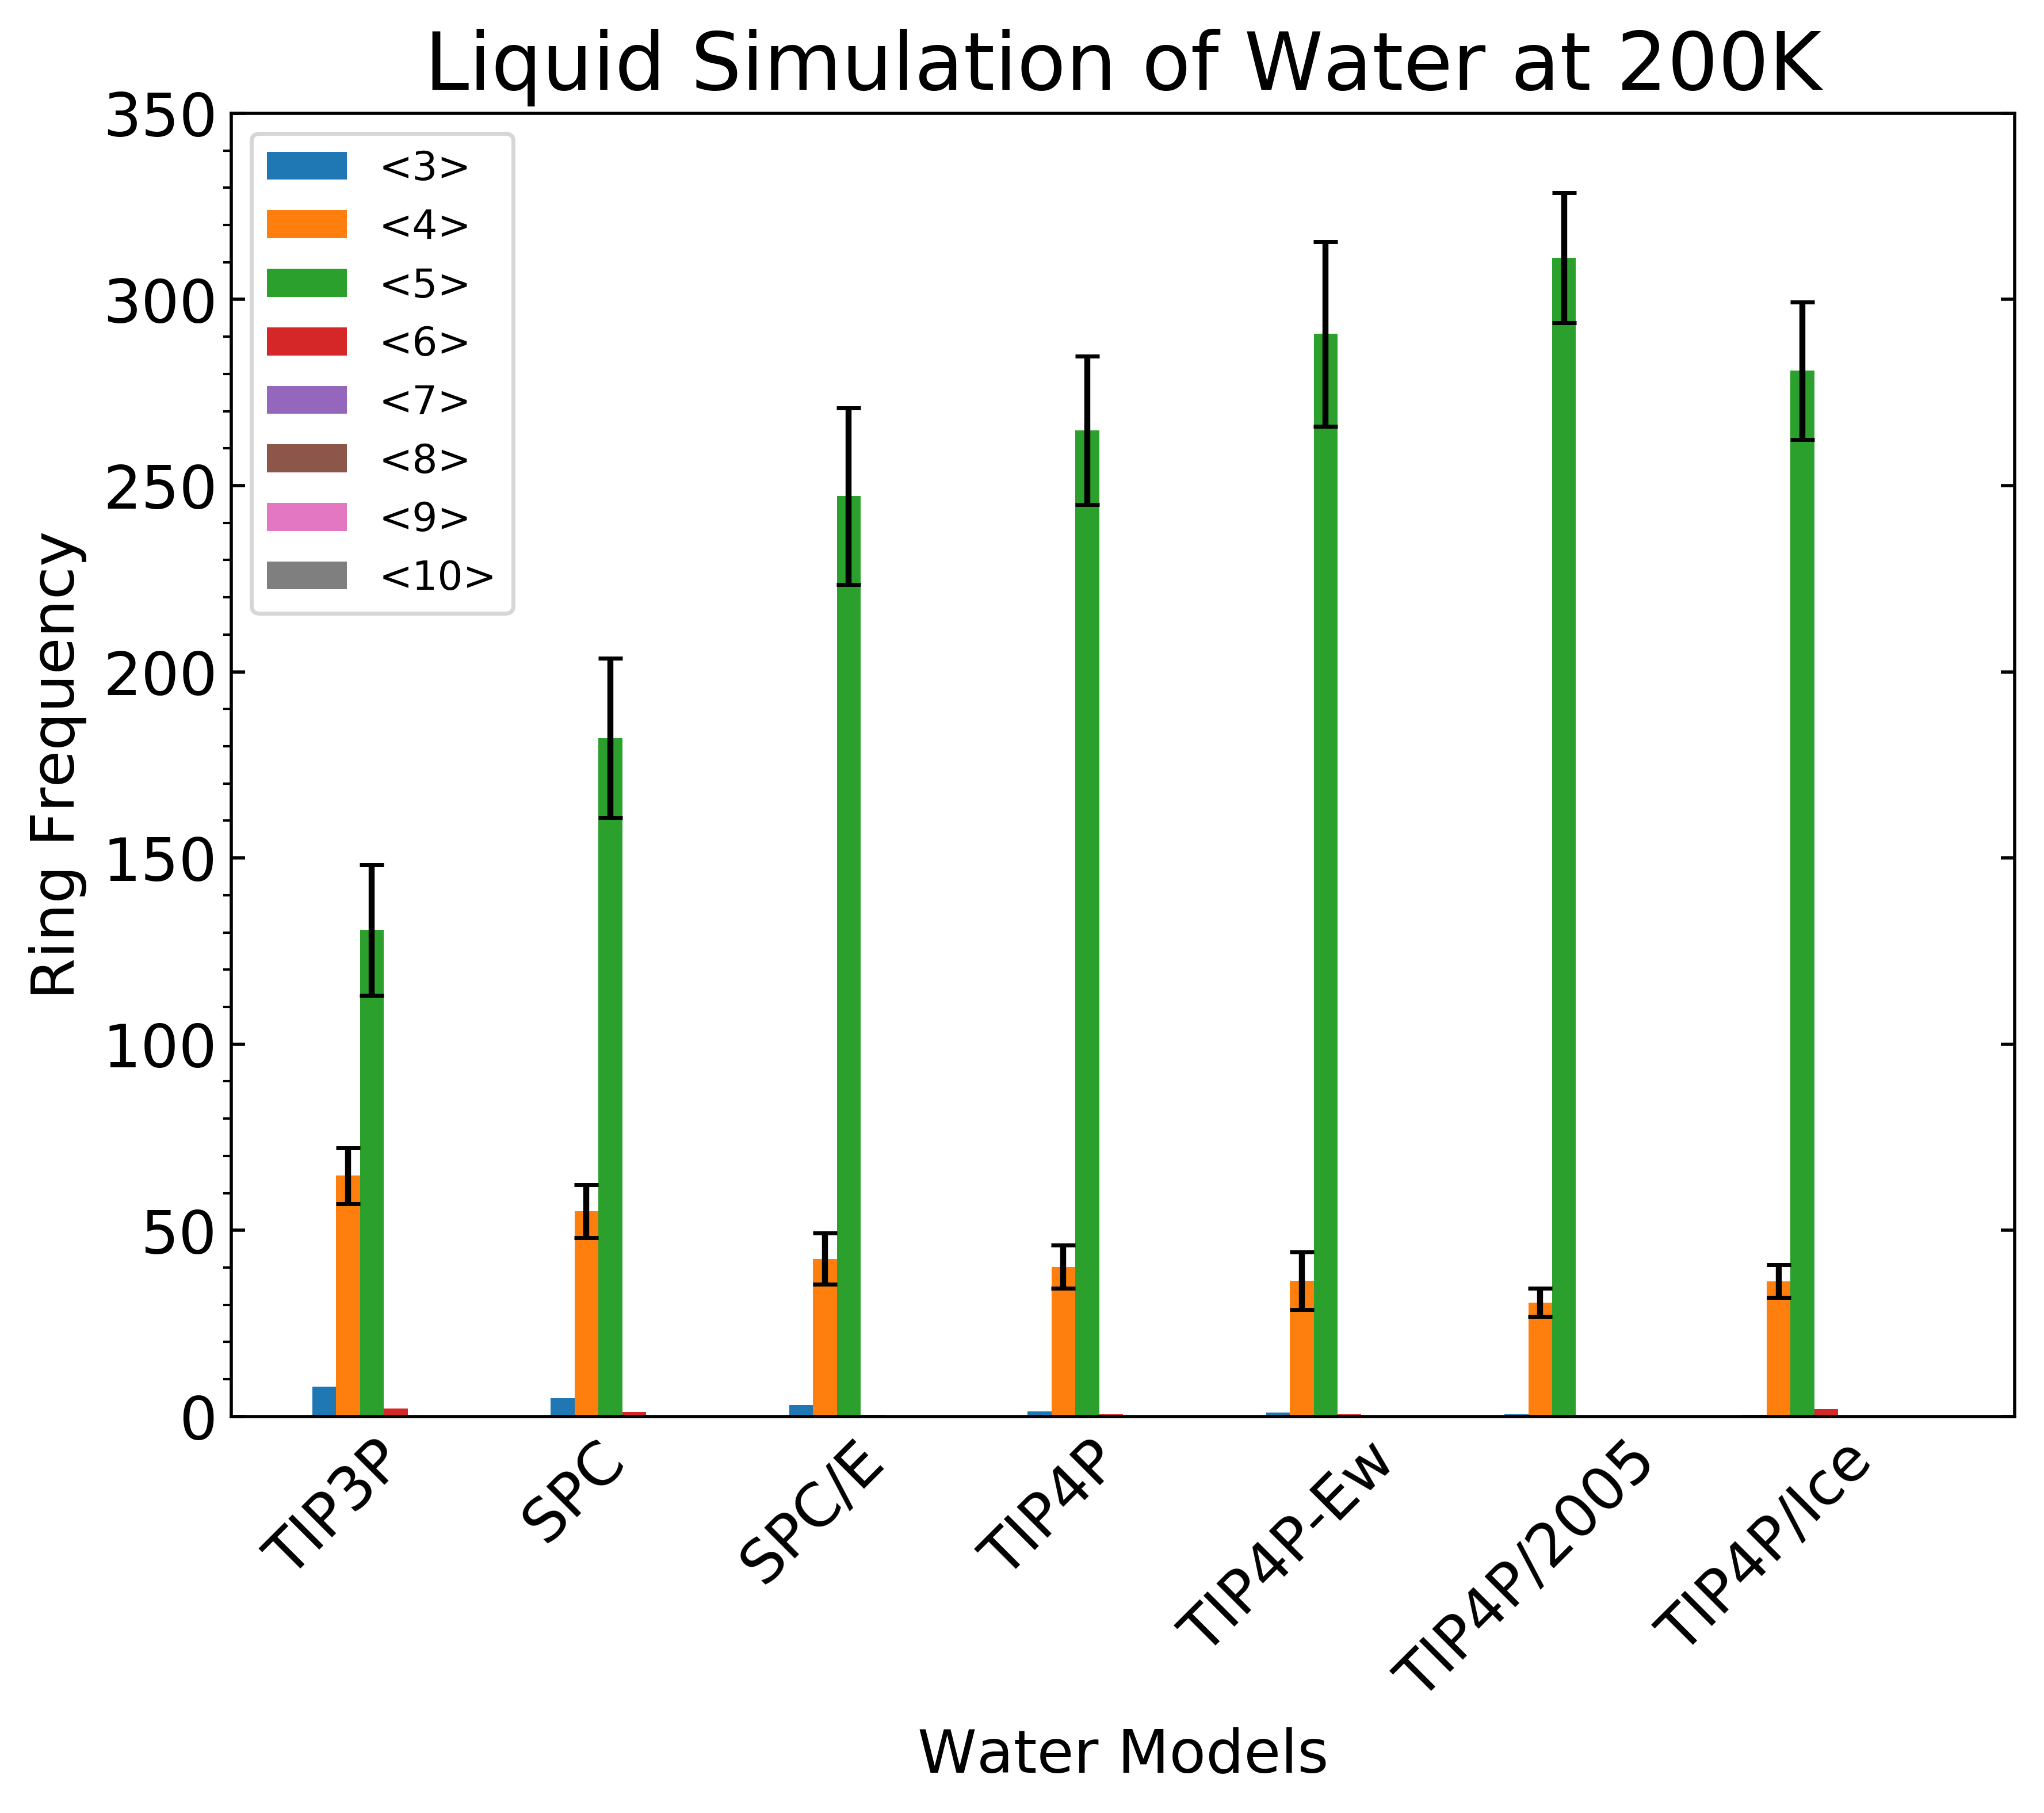 Liquid Simulation of Water at 200K
350
300
250
200
150
100
50
0
Ring Frequency
<3>
<4>
<5>
<6>
<7>
<8>
<9>
<10>
TIP3P
SPC
SPC/E
TIP4P
TIP4P-Ew
TIP4P/2005
TIP4P/Ice
Water Models